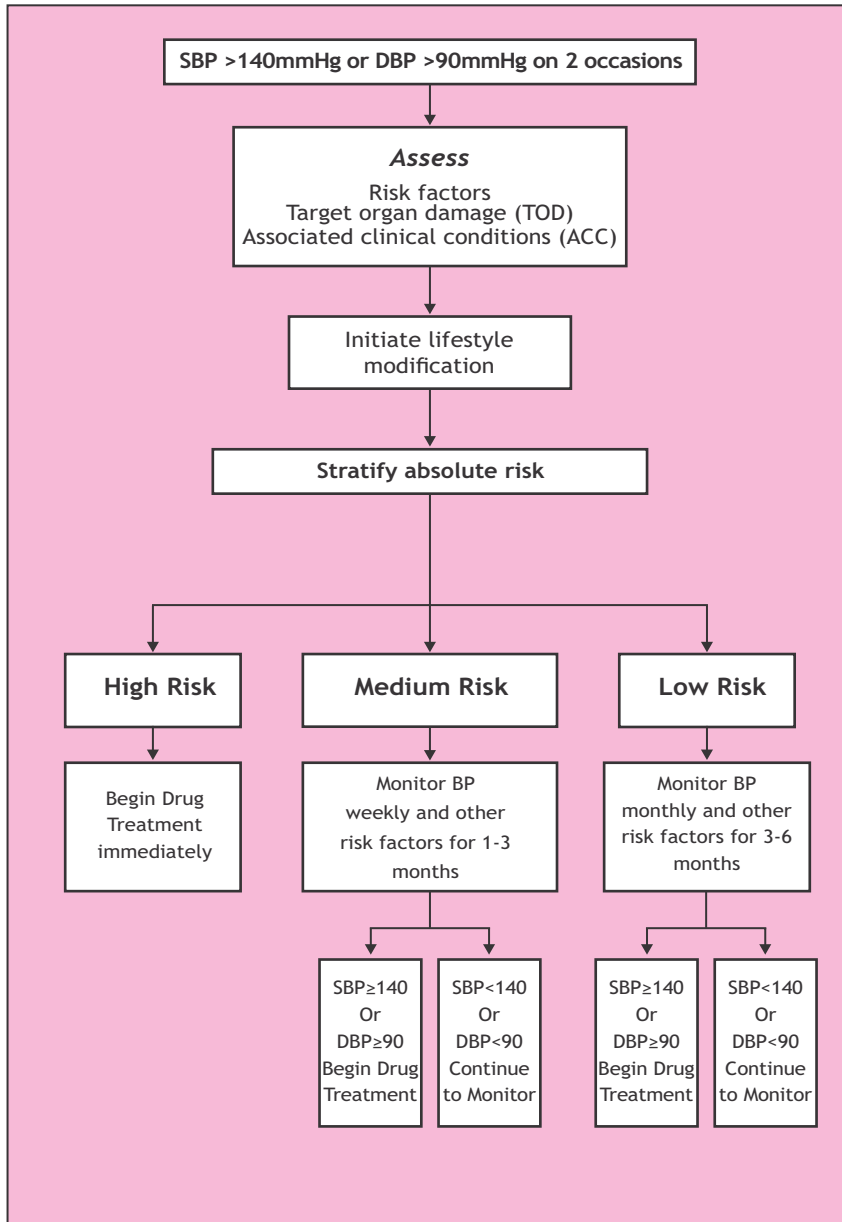 SBP >140mmHg or DBP >90mmHg on 2 occasions
Assess
Risk factors
Target organ damage (TOD)
Associated clinical conditions (ACC)
Initiate lifestyle
modification
Stratify absolute risk
High Risk
Medium Risk
Low Risk
Begin Drug
Treatment
immediately
Monitor BP
weekly and other
risk factors for 1-3
months
Monitor BP
monthly and other
risk factors for 3-6
months
SBP≥140
Or
DBP≥90
Begin Drug
Treatment
SBP<140
Or
DBP<90
Continue
to Monitor
SBP≥140
Or
DBP≥90
Begin Drug
Treatment
SBP<140
Or
DBP<90
Continue
to Monitor